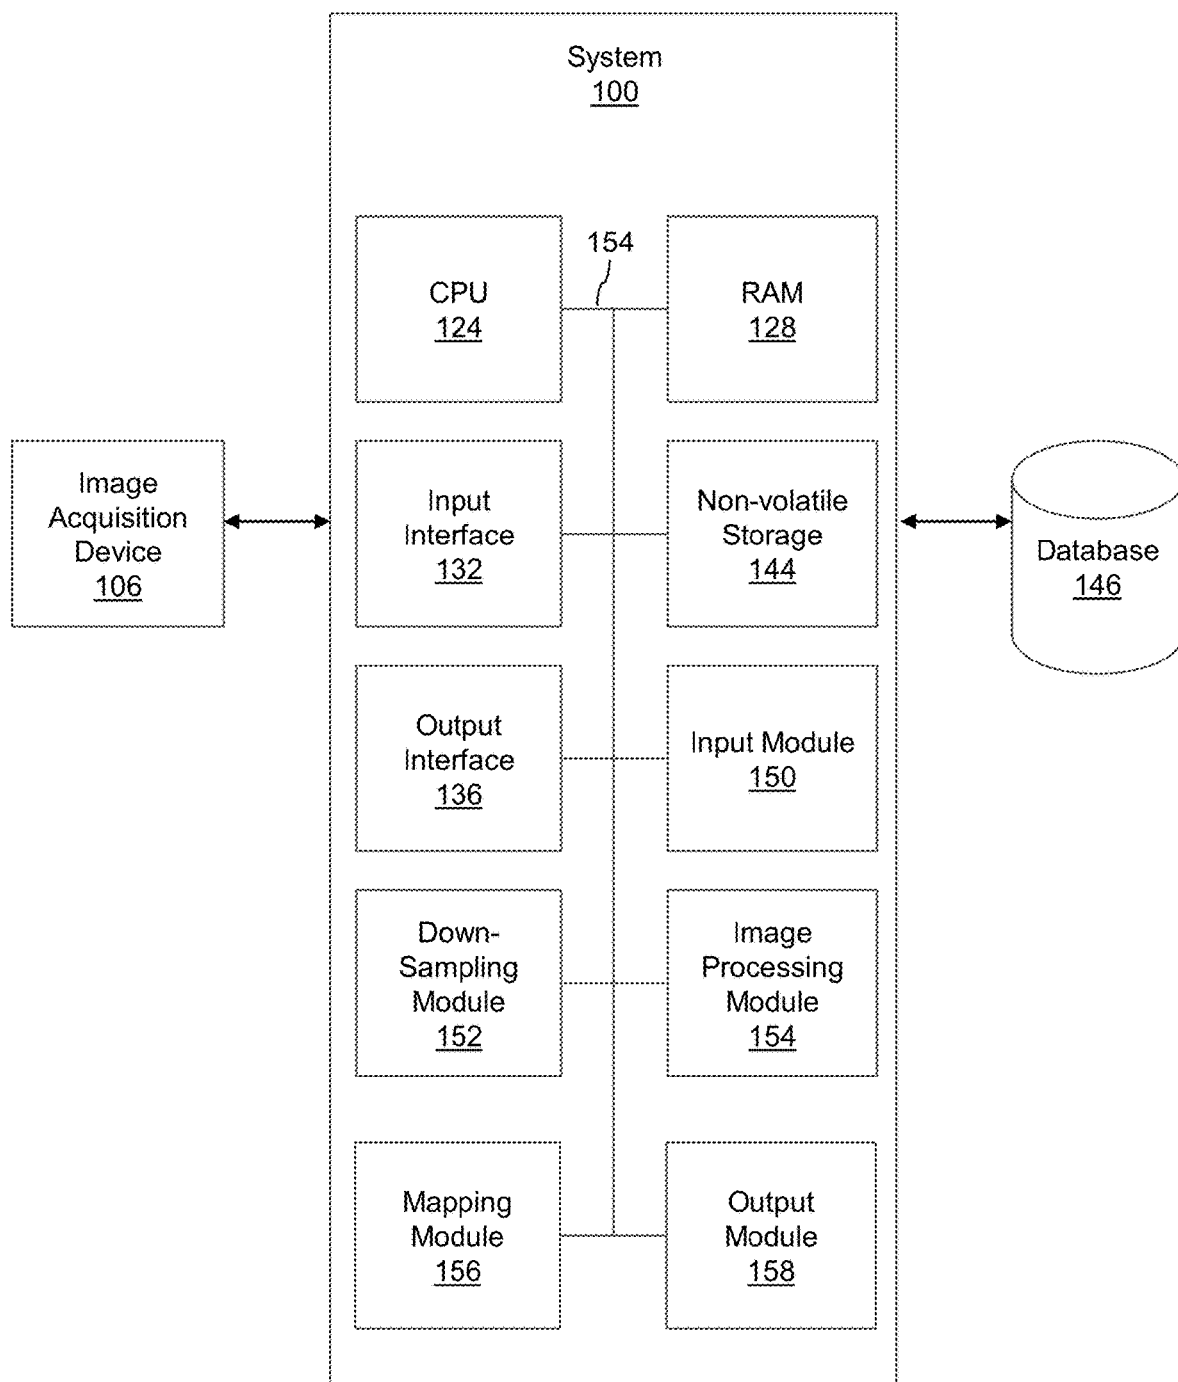 System
100
154
CPU
124
RAM
128
Image
Acquisition
Device
106
Input
Interface
132
Non-volatile
Storage
144
Database
146
Output
Interface
136
Input Module
150
Down-
Sampling
Module
152
Image
Processing
Module
154
Mapping
Module
156
Output
Module
158